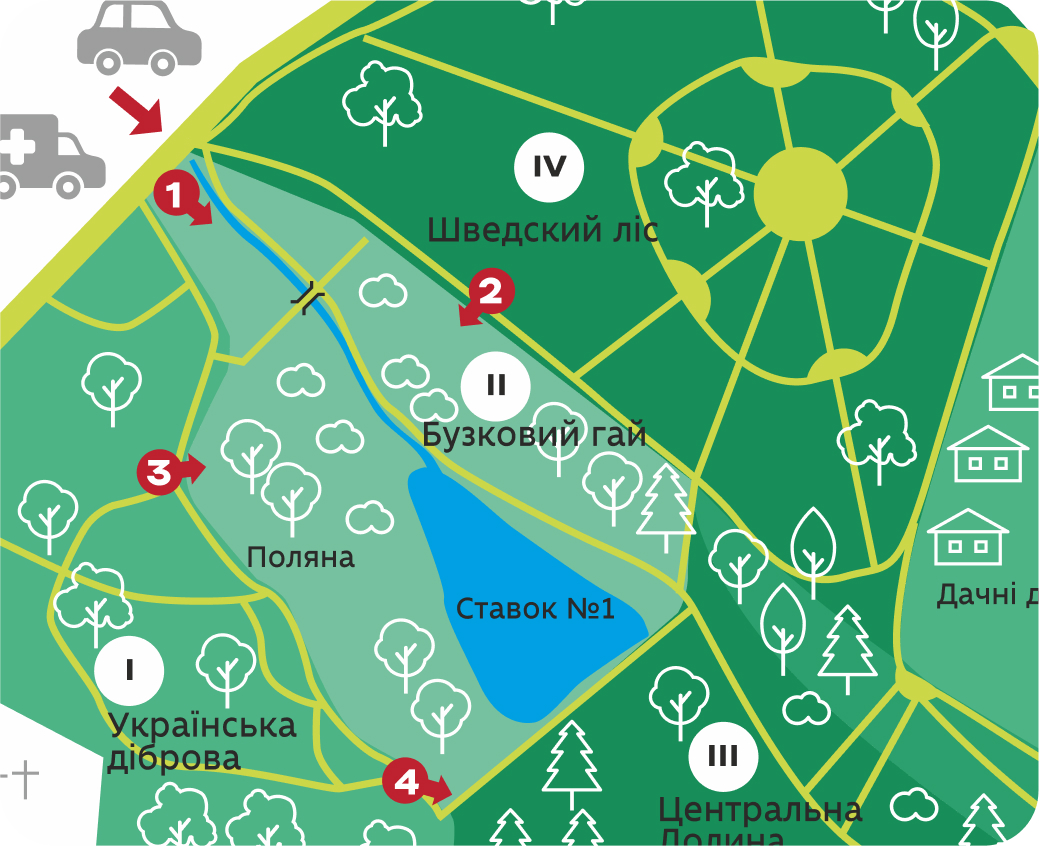 1
IV
Шведский ліс
2
II
Бузковий гай
3
Поляна
Ставок №1
Дачні д
I
Українська
діброва
III
4
Центральна
Долина